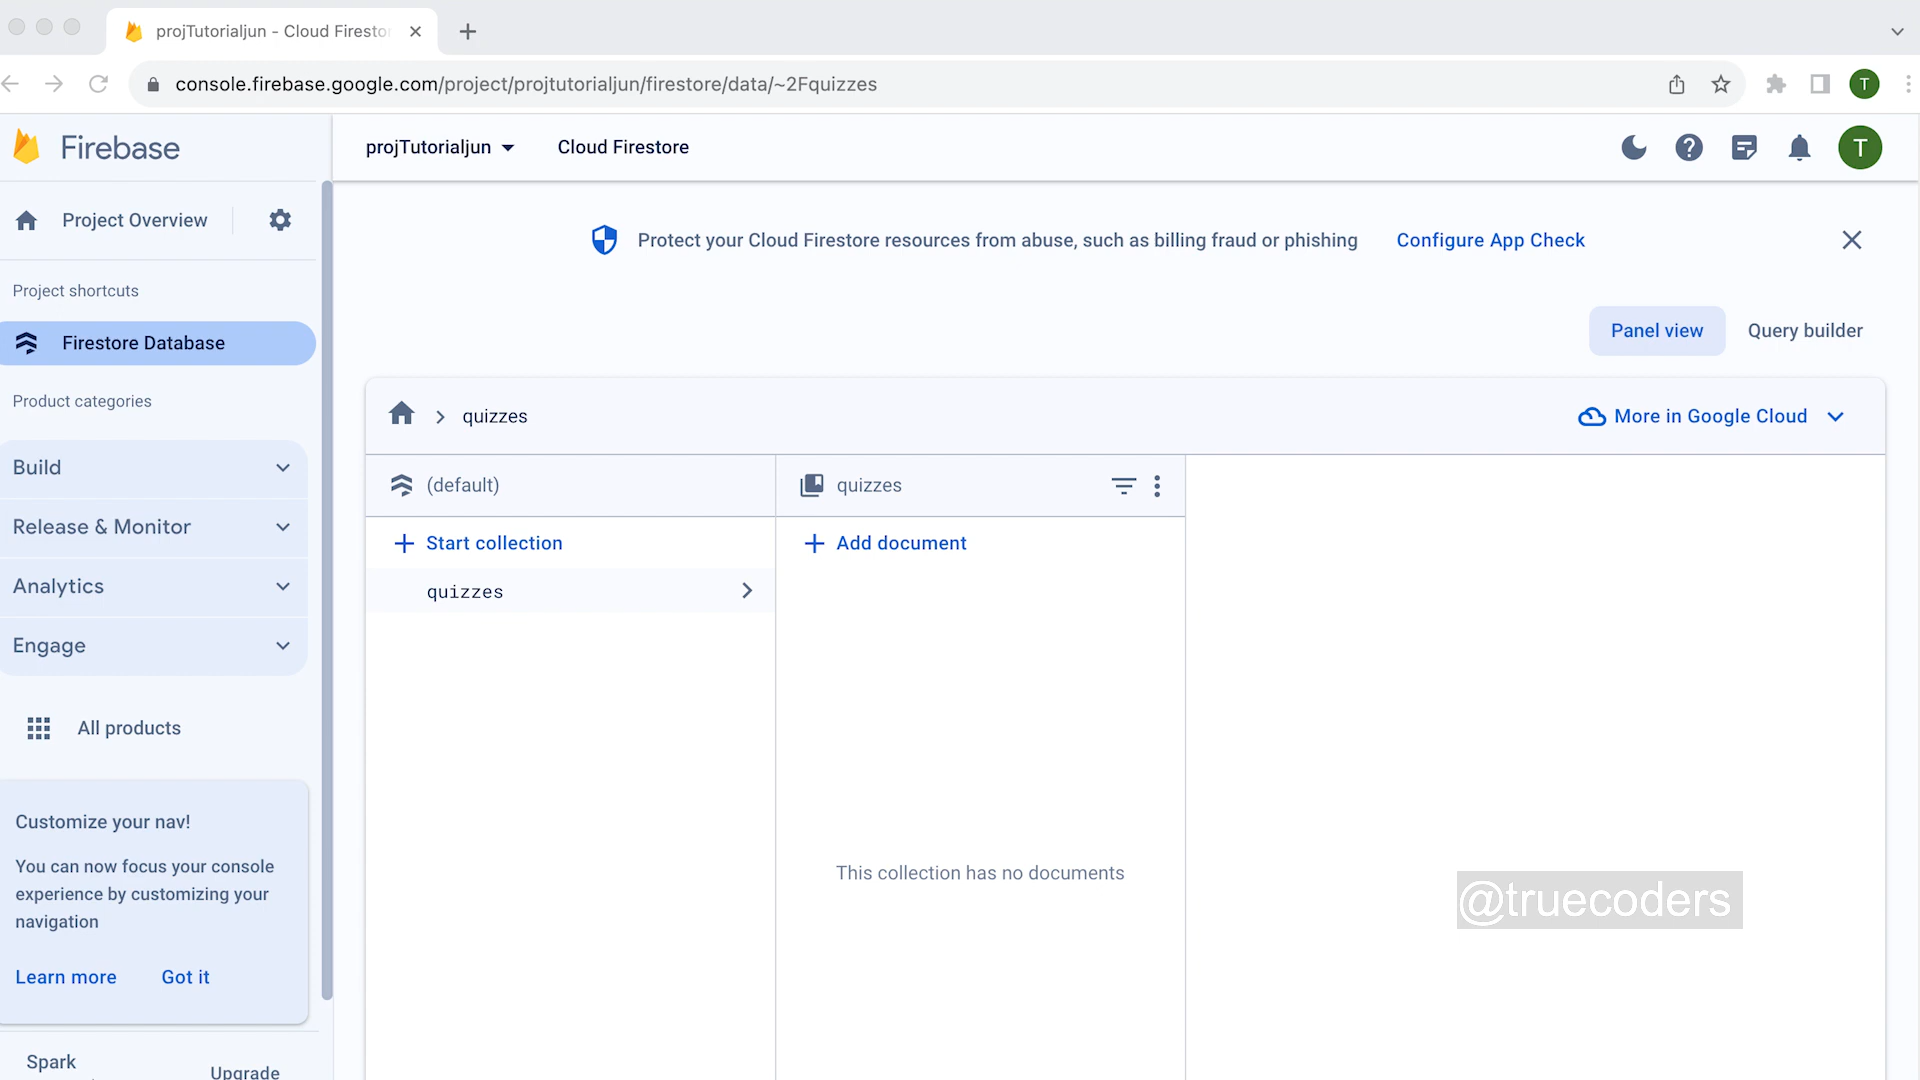 projTutorialjun - Cloud Firesto
console.firebase.google.com/project/projtutorialjun/firestore/data/~2Fquizzes
T
Firebase
projTutorialjun
Cloud Firestore
T
Project Overview
Protect your Cloud Firestore resources from abuse, such as billing fraud or phishing
Configure App Check
Project shortcuts
Firestore Database
Panel view
Query builder
Product categories
quizzes
More in Google Cloud
Build
(default)
quizzes
Release & Monitor
Start collection
Add document
Analytics
quizzes
Engage
All products
Customize your nav!
You can now focus your console
experience by customizing your
navigation
This collection has no documents
@truecoders
Learn more
Got it
Spark
Upgrade